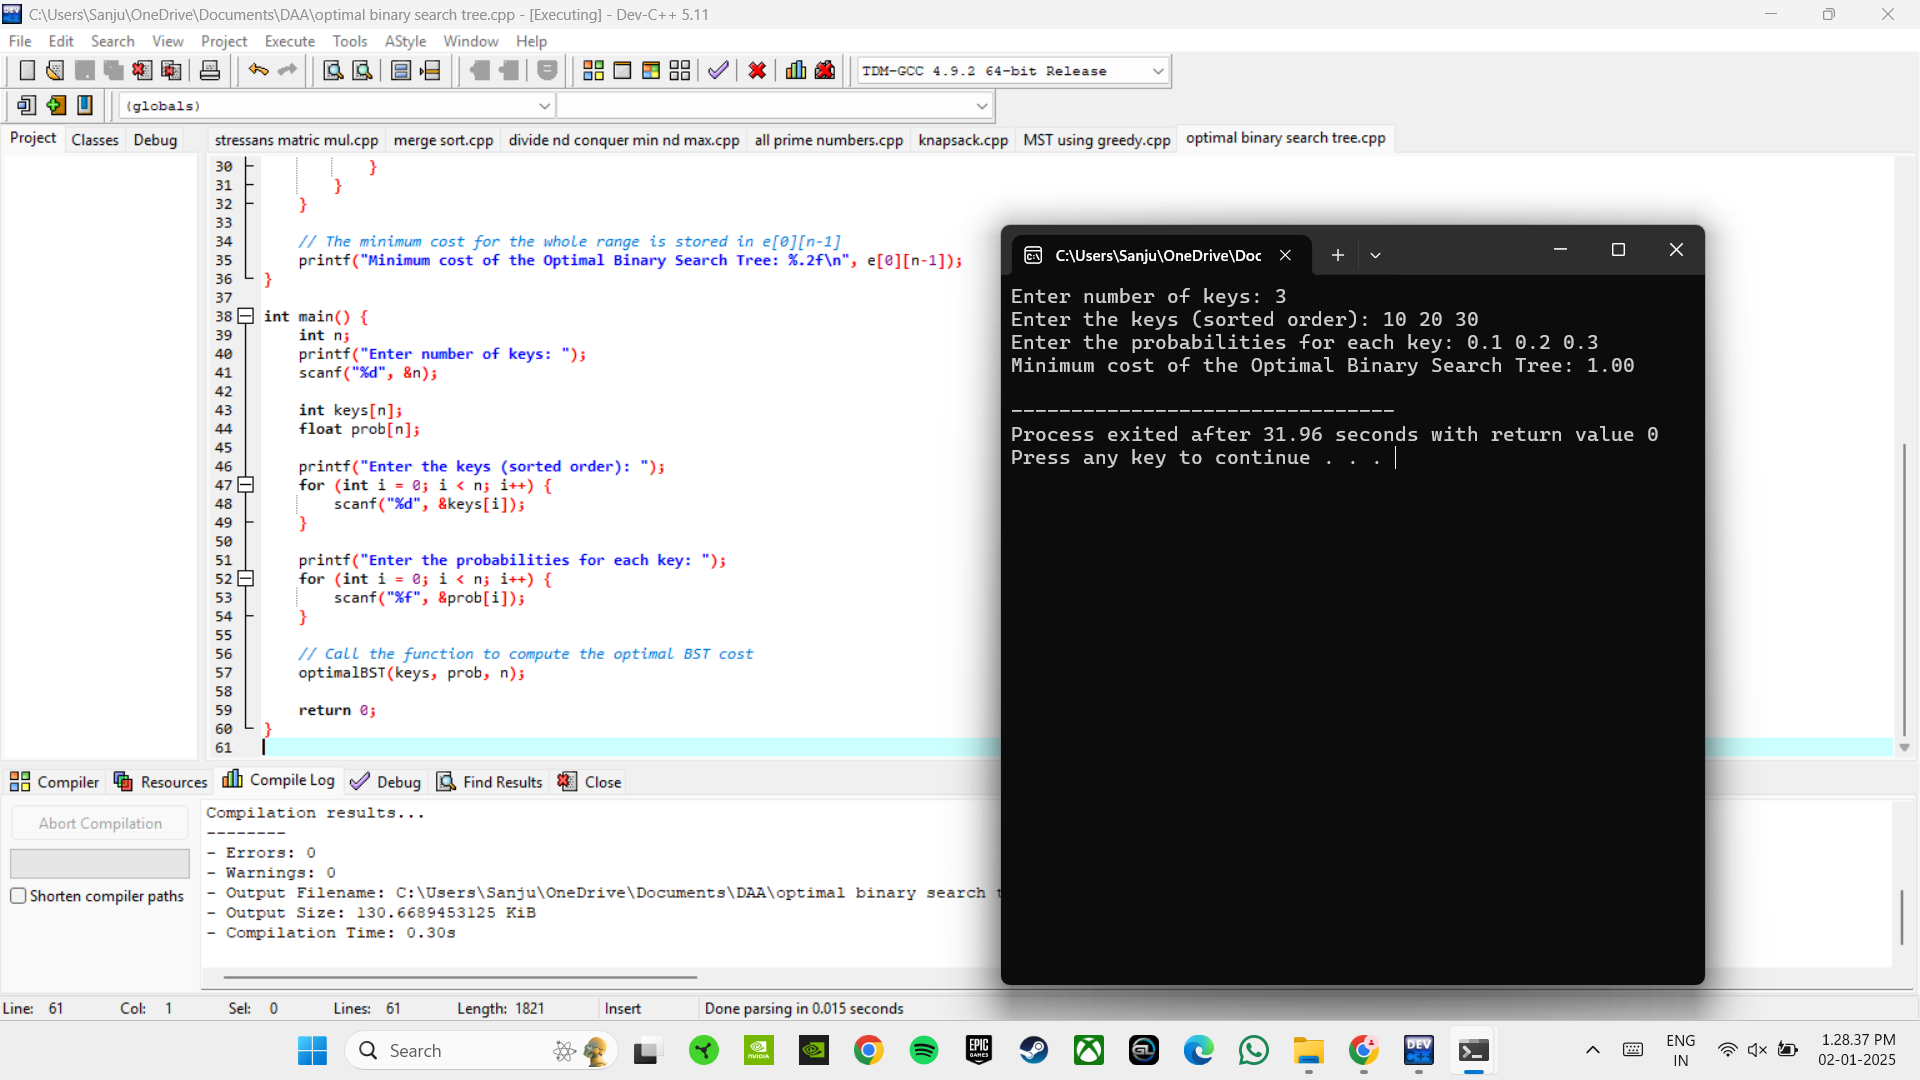 C:\Users\Sanju\OneDrive\Documents\DAA\optimal binary search tree.cpp - [Executing] - Dev-C++ 5.11
File Edit Search View Project Execute Tools AStyle Window Help
TDM-GCC 4.9.2 64-bit Release
(globals)
Project Classes Debug
stressans matric mul.cpp merge sort.cpp divide nd conquer min nd max.cpp all prime numbers.cpp knapsack.cpp MST using greedy.cpp optimal binary search tree.cpp
30 }
31 }
32 }
33
34 // The minimum cost for the whole range is stored in e[0][n-1]
35 printf("Minimum cost of the Optimal Binary Search Tree: %.2f\n", e[0][n-1]);
36 }
37
38 int main() {
39 int n;
40 printf("Enter number of keys: ");
41 scanf("%d", &n);
42
43 int keys[n];
44 float prob[n];
45
46 printf("Enter the keys (sorted order): ");
47 for (int i = 0; i < n; i++) {
48 scanf("%d", &keys[i]);
49 }
50
51 printf("Enter the probabilities for each key: ");
52 for (int i = 0; i < n; i++) {
53 scanf("%f", &prob[i]);
54 }
55
56 // Call the function to compute the optimal BST cost
57 optimalBST(keys, prob, n);
58
59 return 0;
60 }
61
C:\Users\Sanju\OneDrive\Doc
Enter number of keys: 3
Enter the keys (sorted order): 10 20 30
Enter the probabilities for each key: 0.1 0.2 0.3
Minimum cost of the Optimal Binary Search Tree: 1.00
--------------------------------
Process exited after 31.96 seconds with return value 0
Press any key to continue . . .
Compiler Resources Compile Log Debug Find Results Close
Abort Compilation
Shorten compiler paths
Compilation results...
--------
- Errors: 0
- Warnings: 0
- Output Filename: C:\Users\Sanju\OneDrive\Documents\DAA\optimal binary search
- Output Size: 130.6689453125 KiB
- Compilation Time: 0.30s
Line: 61 Col: 1 Sel: 0 Lines: 61 Length: 1821 Insert Done parsing in 0.015 seconds
Search
EPIC GAMES
NVIDIA
DEV
ENG
IN
1.28.37 PM
02-01-2025